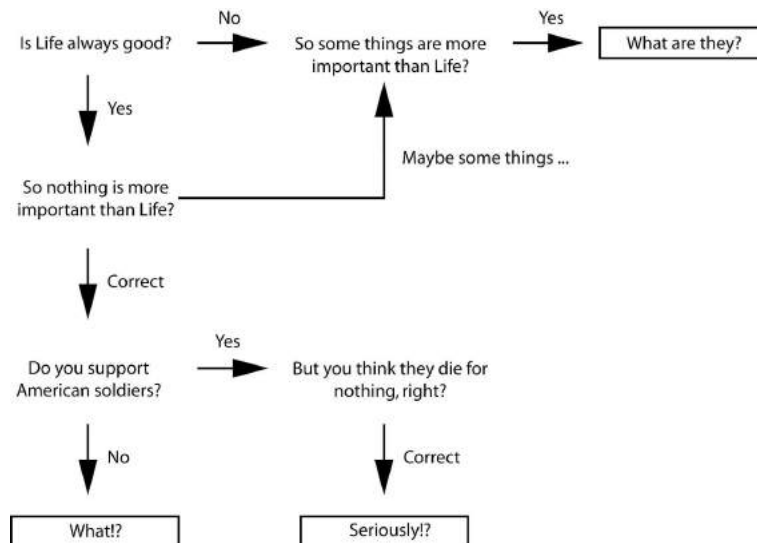 No
Yes
Is Life always good?
So some things are more
important than Life?
What are they?
Yes
Maybe some things ...
So nothing is more
important than Life?
Correct
Yes
Do you support
American soldiers?
But you think they die for
nothing, right?
No
Correct
What!?
Seriously!?